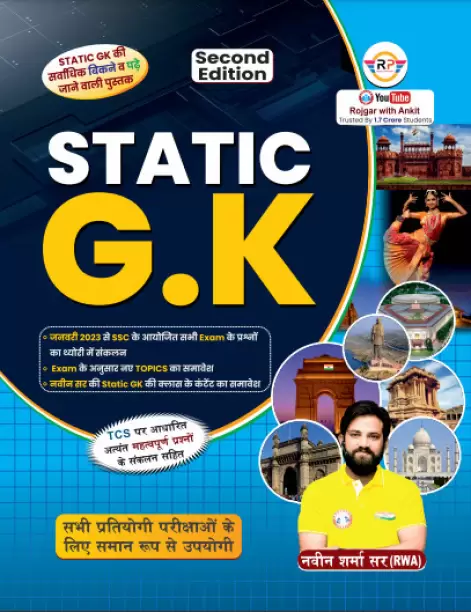 STATIC GK की
सर्वाधिक बिकने व पढ़े
जाने वाली पुस्तक
Second
Edition
RP
YouTube
Rojgar with Ankit
Trusted By 1.7 Crore Students
STATIC
G.K
• जनवरी 2023 से SSC के आयोजित सभी Exam के प्रश्नों
का थ्योरी में संकलन
• Exam के अनुसार नए TOPICS का समावेश
• नवीन सर की Static GK की क्लास के कंटेंट का समावेश
TCS पर आधारित
अत्यंत महत्वपूर्ण प्रश्नों
के संकलन सहित
सभी प्रतियोगी परीक्षाओं के
लिए समान रूप से उपयोगी
नवीन शर्मा सर (RWA)